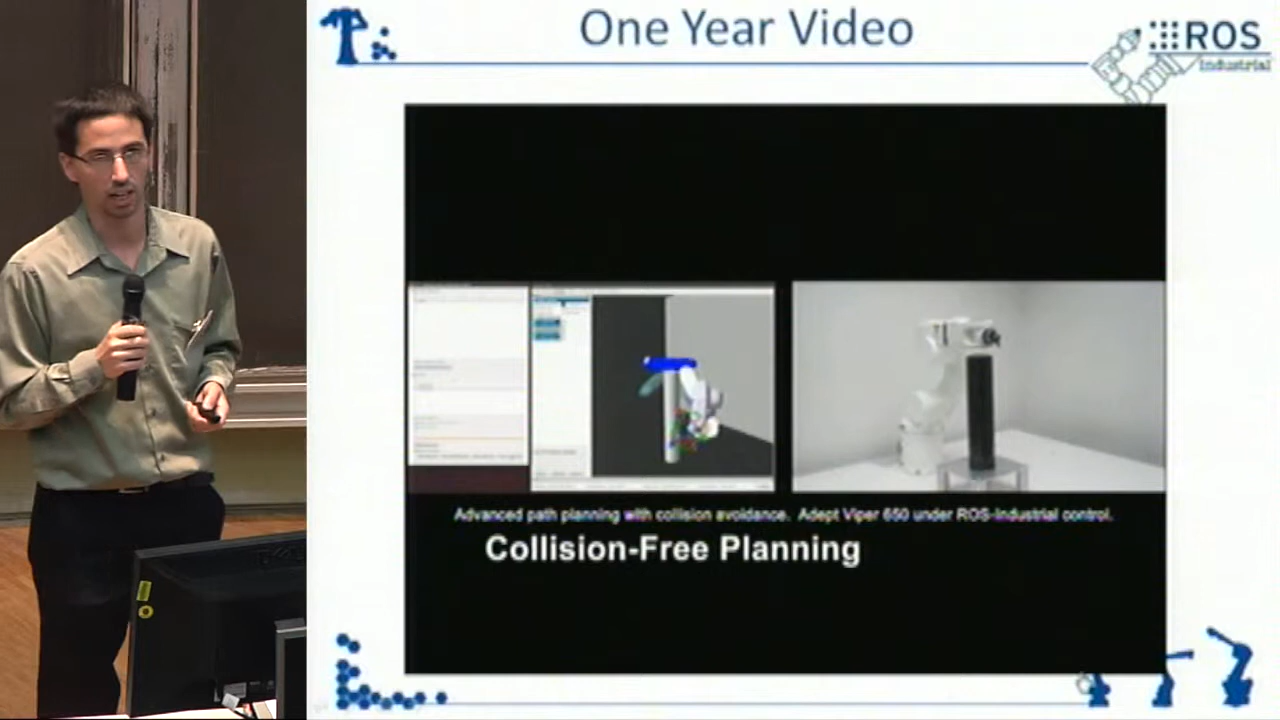 One Year Video
ROS
Industrial
Advanced path planning with collision avoidance. Adept Viper 650 under ROS-Industrial control.
Collision-Free Planning